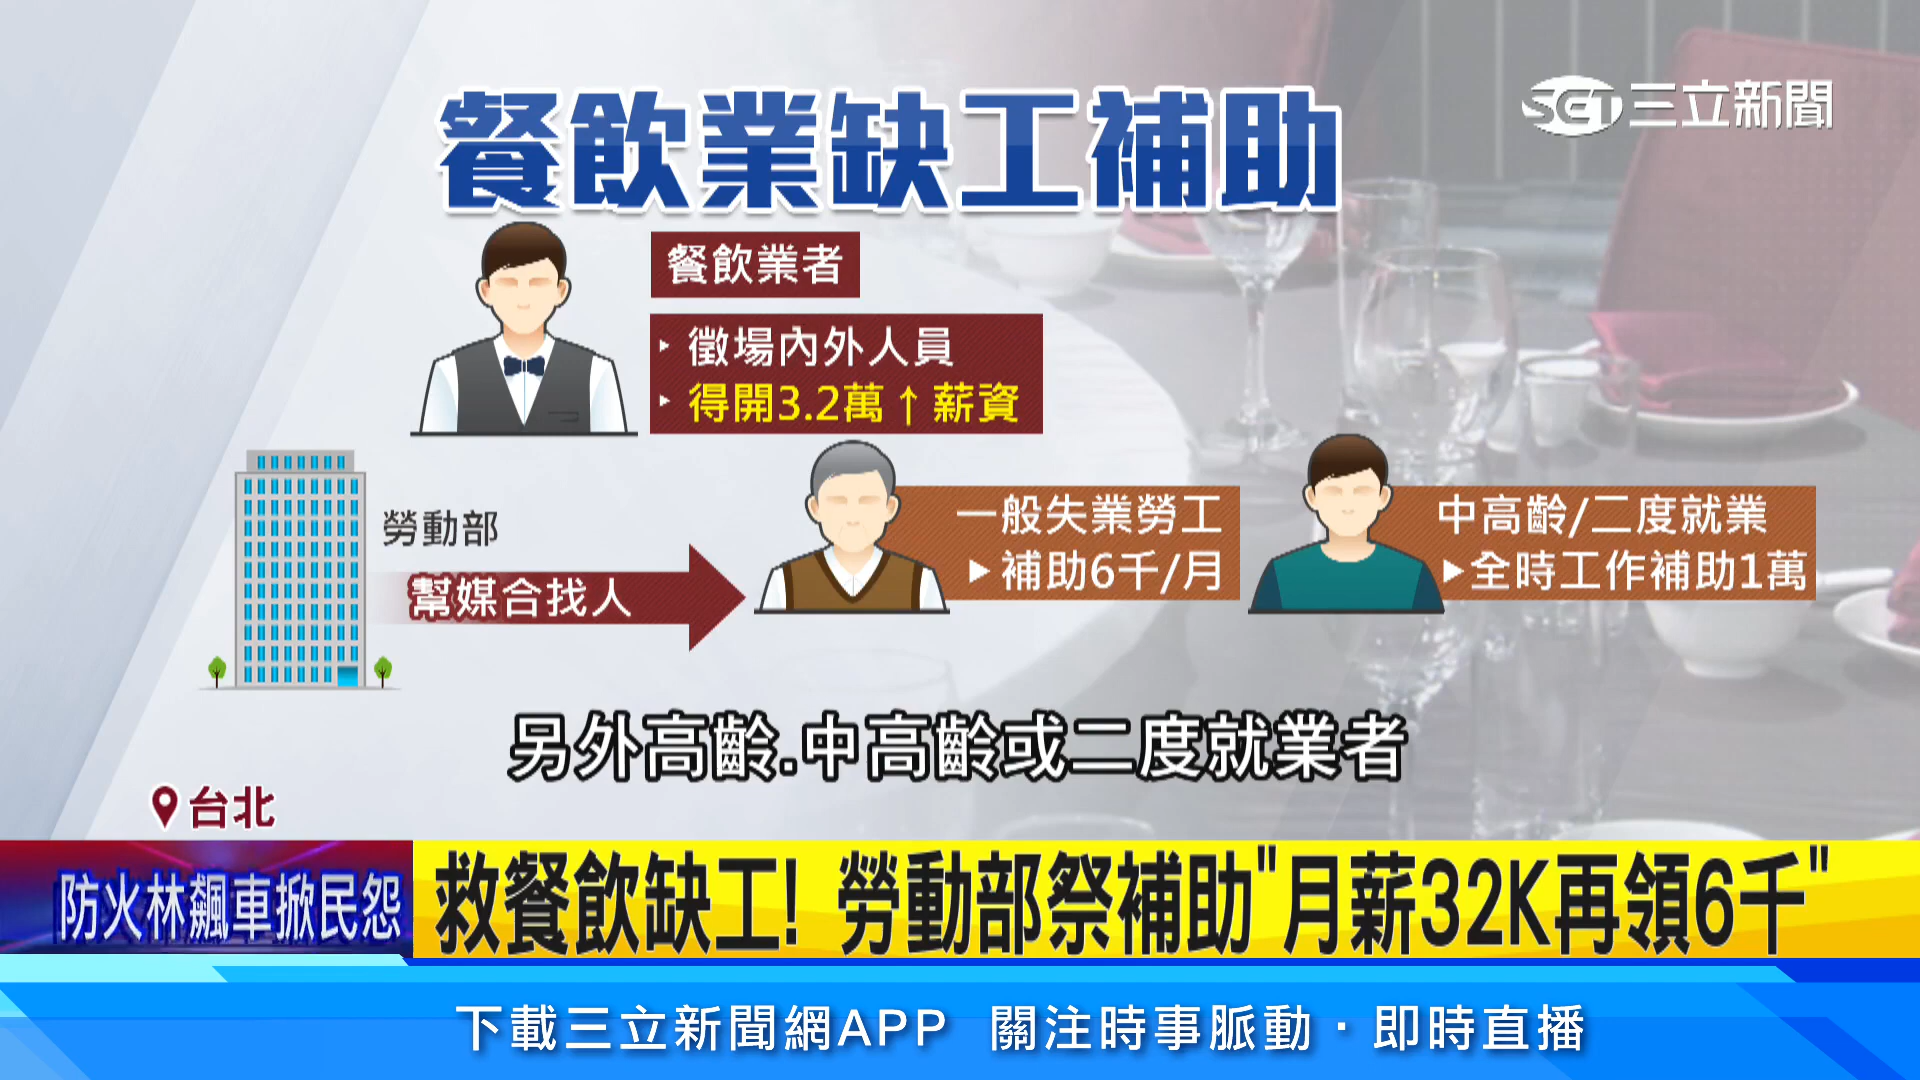 餐飲業缺工補助
SET三立新聞
餐飲業者
‣ 徵場內外人員
‣ 得開3.2萬↑薪資
勞動部
幫媒合找人
一般失業勞工
▶補助6千/月
中高齡/二度就業
▶全時工作補助1萬
另外高齡.中高齡或二度就業者
台北
防火林飆車掀民怨
救餐飲缺工! 勞動部祭補助"月薪32K再領6千"
下載三立新聞網APP 關注時事脈動·即時直播